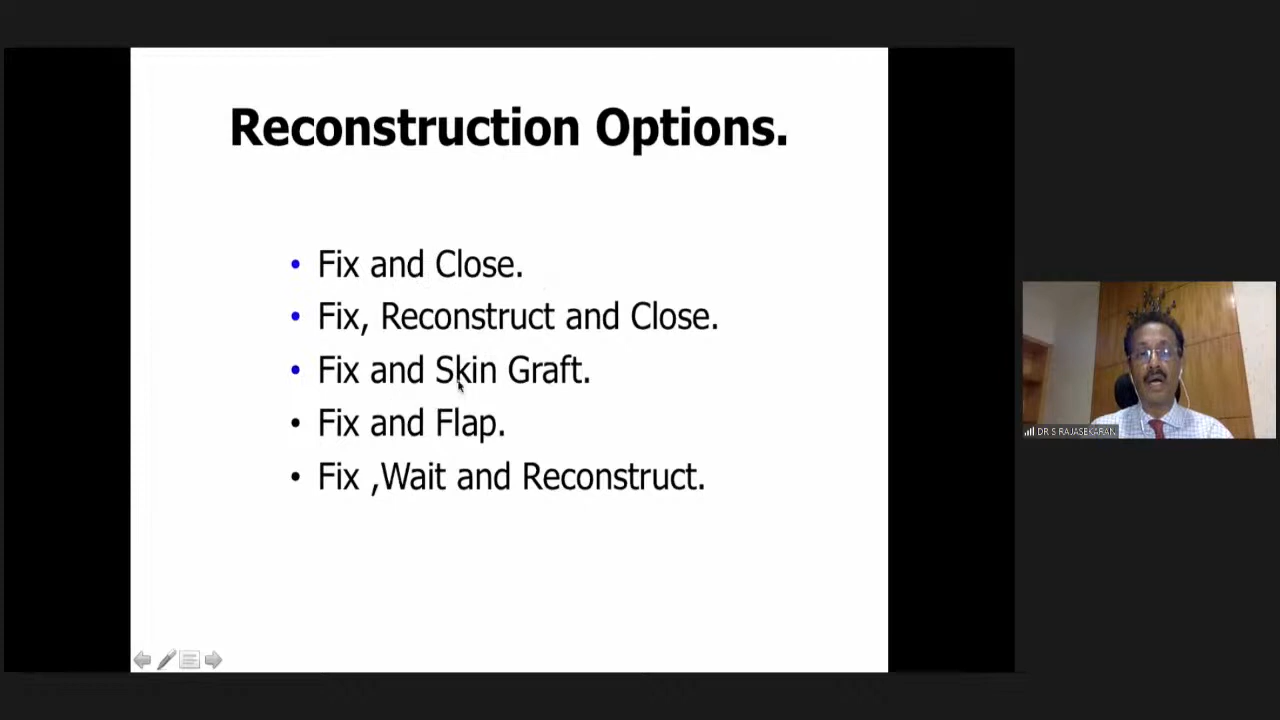 Reconstruction Options.
• Fix and Close.
• Fix, Reconstruct and Close.
• Fix and Skin Graft.
• Fix and Flap.
• Fix ,Wait and Reconstruct.
DR S RAJASEKARAN